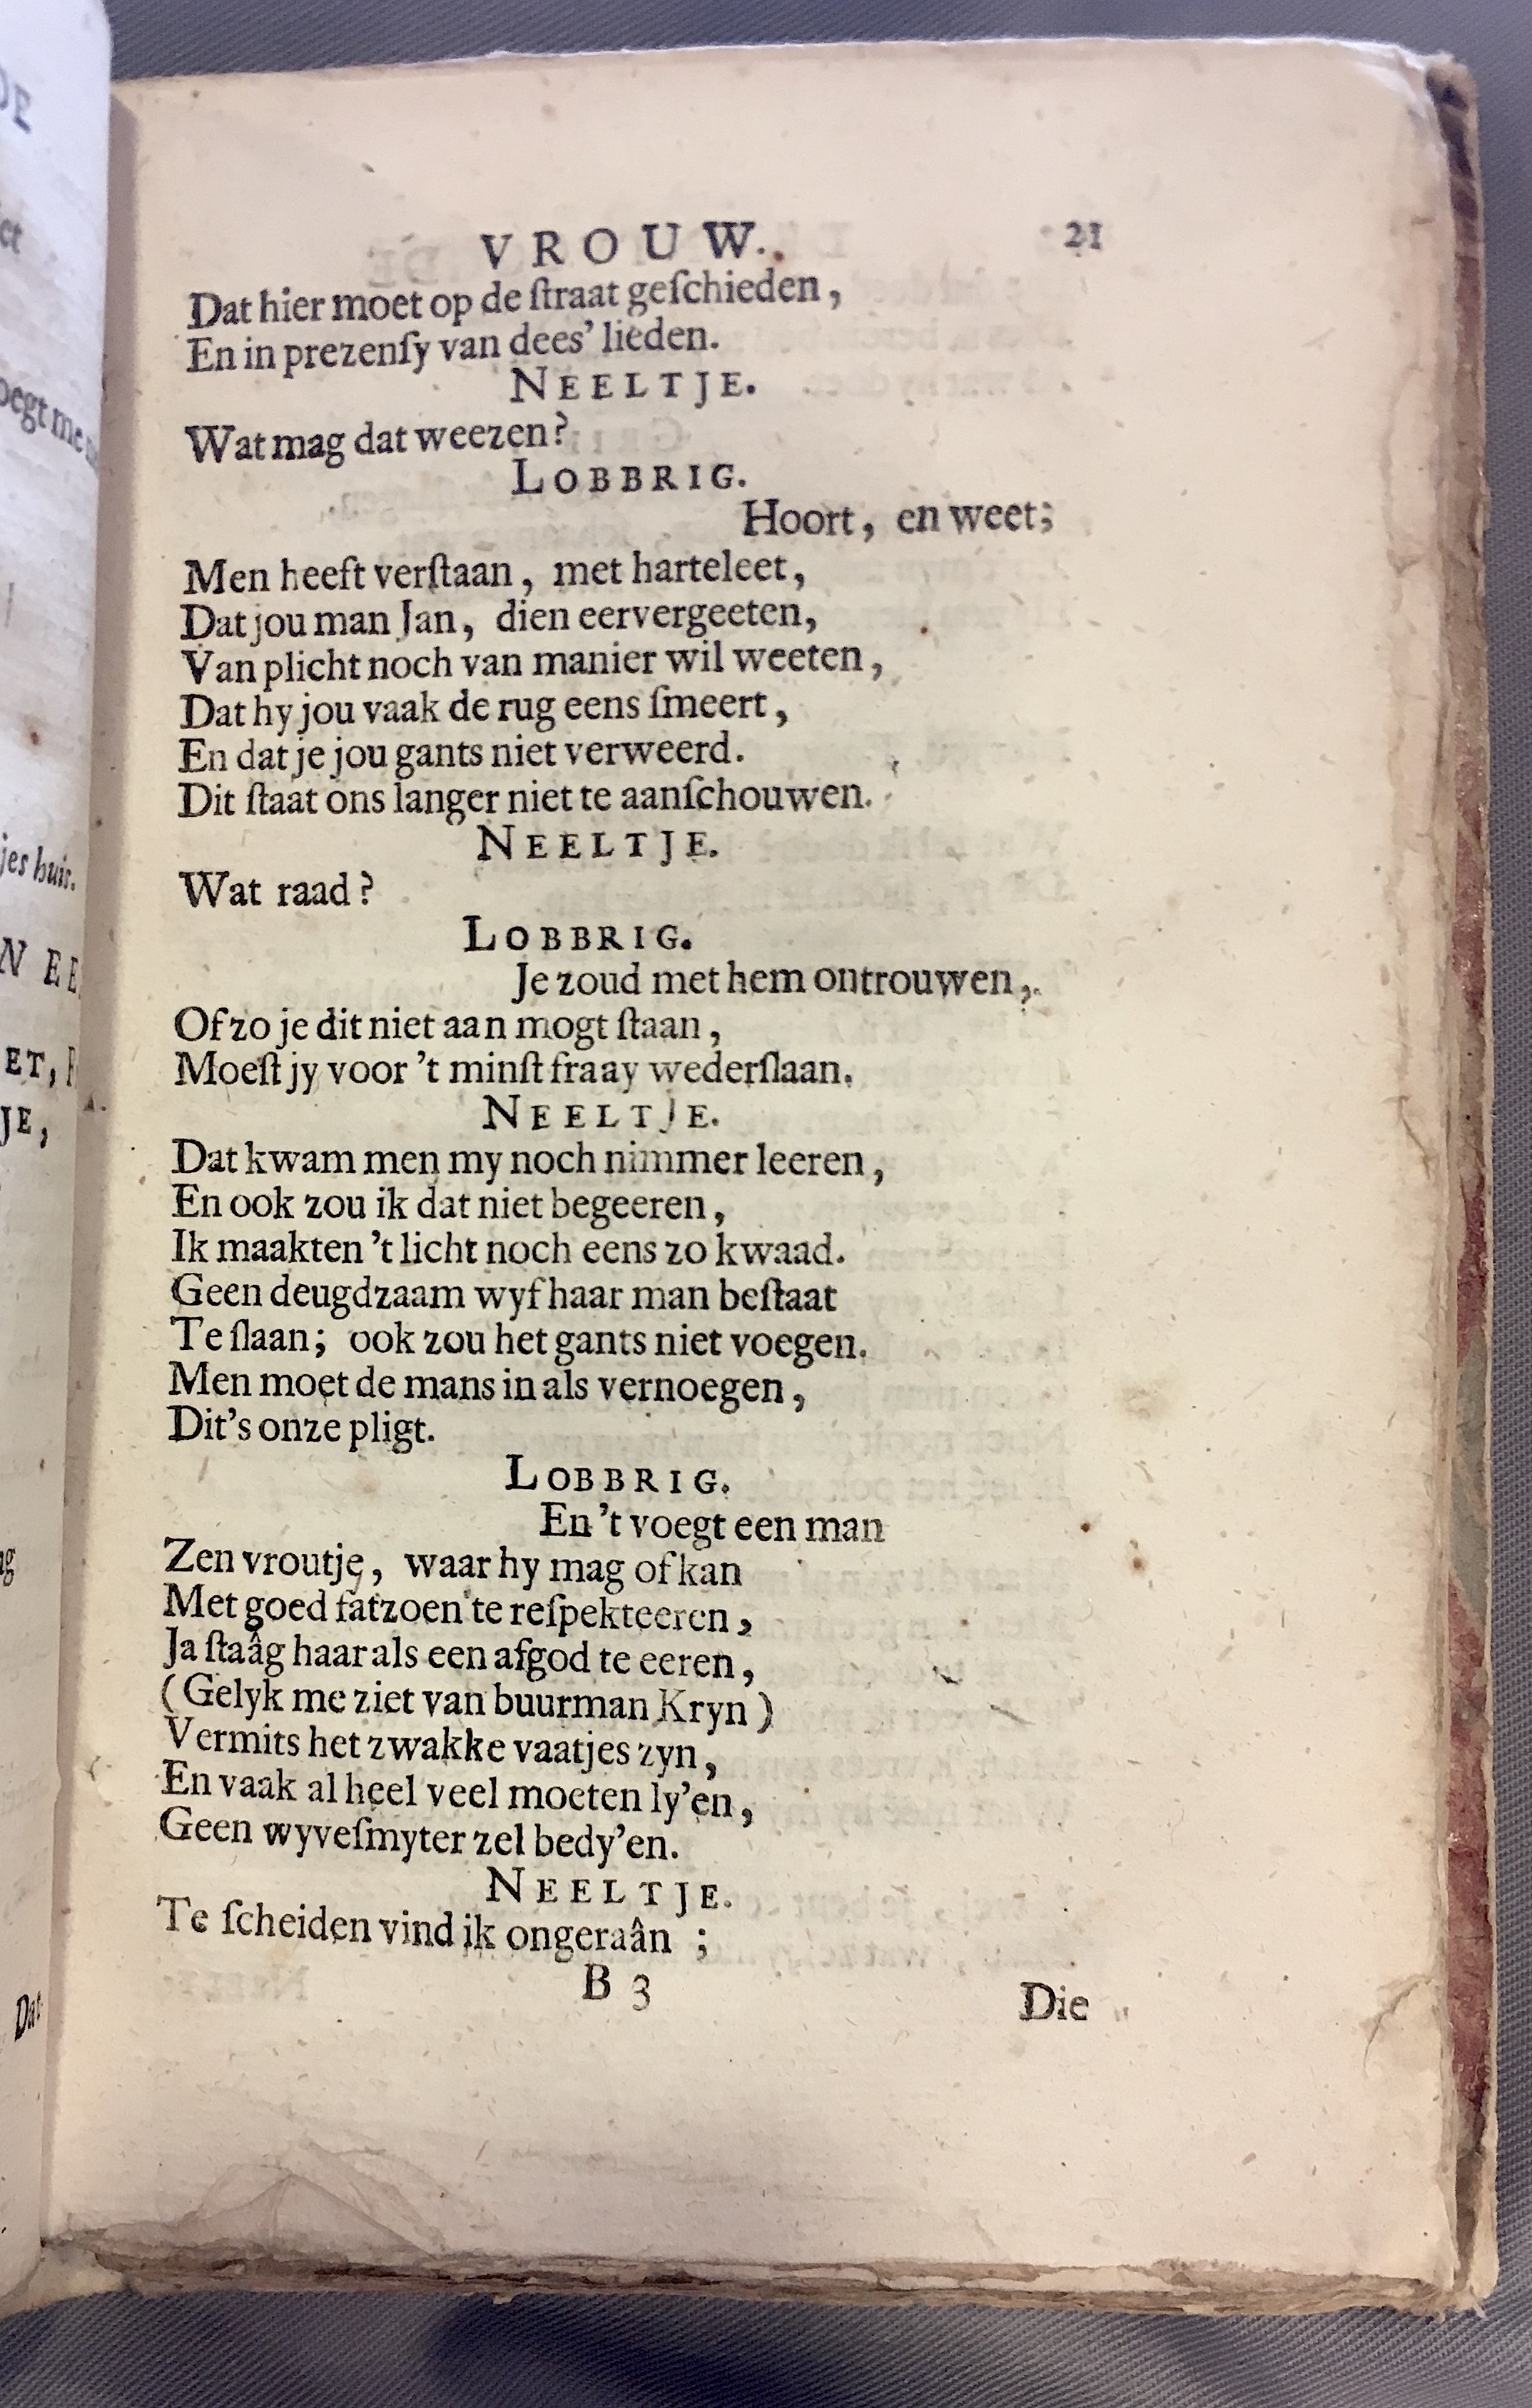 VROUW. 21
Dat hier moet op de ſtraat geſchieden,
En in prezenſy van dees' lieden.
NEELTJE.
Wat mag dat weezen?
LOBBRIG.
Hoort, en weet;
Men heeft verſtaan, met harteleet,
Dat jou man Jan, dien eervergeeten,
Van plicht noch van manier wil weeten,
Dat hy jou vaak de rug eens ſmeert,
En dat je jou gants niet verweerd.
Dit ſtaat ons langer niet te aanſchouwen.
NEELTJE.
Wat raad?
LOBBRIG.
Je zoud met hem ontrouwen,
Of zo je dit niet aan mogt ſtaan,
Moeſt jy voor 't minſt fraay wederſlaan.
NEELTJE.
Dat kwam men my noch nimmer leeren,
En ook zou ik dat niet begeeren,
Ik maakten 't licht noch eens zo kwaad.
Geen deugdzaam wyf haar man beſtaat
Te ſlaan; ook zou het gants niet voegen.
Men moet de mans in als vernoegen,
Dit's onze pligt.
LOBBRIG.
En 't voegt een man
Zen vroutje, waar hy mag of kan
Met goed fatzoen te reſpekteeren,
Ja ſtaâg haar als een afgod te eeren,
(Gelyk me ziet van buurman Kryn)
Vermits het zwakke vaatjes zyn,
En vaak al heel veel moeten ly'en,
Geen wyveſmyter zel bedy'en.
NEELTJE.
Te ſcheiden vind ik ongeraân ;
B 3
Die